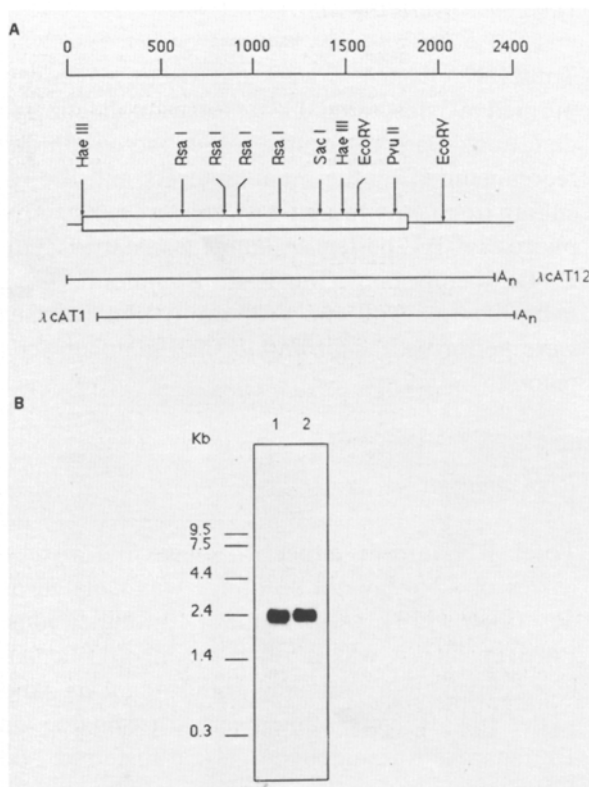 A
0 500 1000 1500 2000 2400
Hae III Rsa I Rsa I Rsa I Rsa I Sac I Hae III EcoRV Pvu II EcoRV
An λcAT12
λcAT1 An
B
1 2
Kb
9.5
7.5
4.4
2.4
1.4
0.3